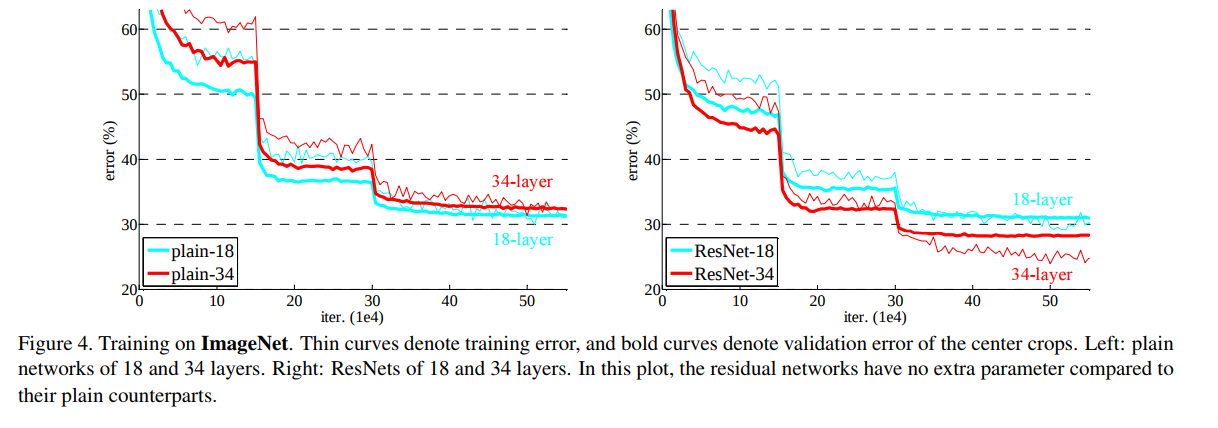 60
50
40
30
20
error (%)
0
10
20
30
40
50
iter. (1e4)
34-layer
18-layer
plain-18
plain-34
60
50
40
30
20
error (%)
0
10
20
30
40
50
iter. (1e4)
18-layer
34-layer
ResNet-18
ResNet-34
Figure 4. Training on ImageNet. Thin curves denote training error, and bold curves denote validation error of the center crops. Left: plain
networks of 18 and 34 layers. Right: ResNets of 18 and 34 layers. In this plot, the residual networks have no extra parameter compared to
their plain counterparts.